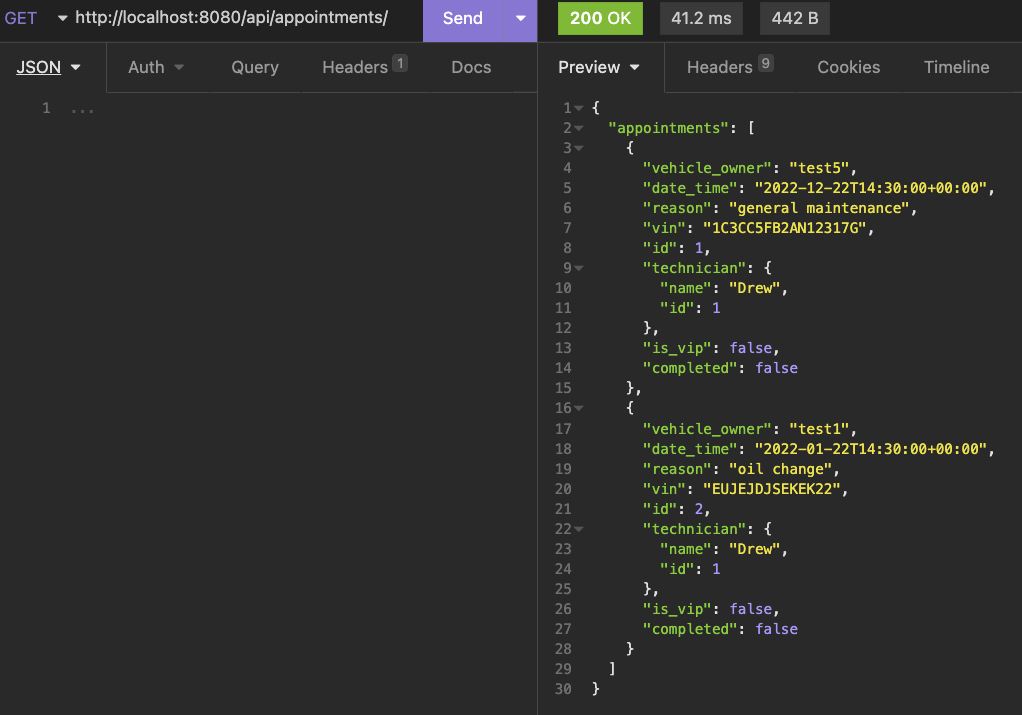 GET http://localhost:8080/api/appointments/ Send 200 OK 41.2 ms 442 B
JSON Auth Query Headers 1 Docs Preview Headers 9 Cookies Timeline
1 ...
1 {
2 "appointments": [
3 {
4 "vehicle_owner": "test5",
5 "date_time": "2022-12-22T14:30:00+00:00",
6 "reason": "general maintenance",
7 "vin": "1C3CC5FB2AN12317G",
8 "id": 1,
9 "technician": {
10 "name": "Drew",
11 "id": 1
12 },
13 "is_vip": false,
14 "completed": false
15 },
16 {
17 "vehicle_owner": "test1",
18 "date_time": "2022-01-22T14:30:00+00:00",
19 "reason": "oil change",
20 "vin": "EUJEJDJSEKEK22",
21 "id": 2,
22 "technician": {
23 "name": "Drew",
24 "id": 1
25 },
26 "is_vip": false,
27 "completed": false
28 }
29 ]
30 }